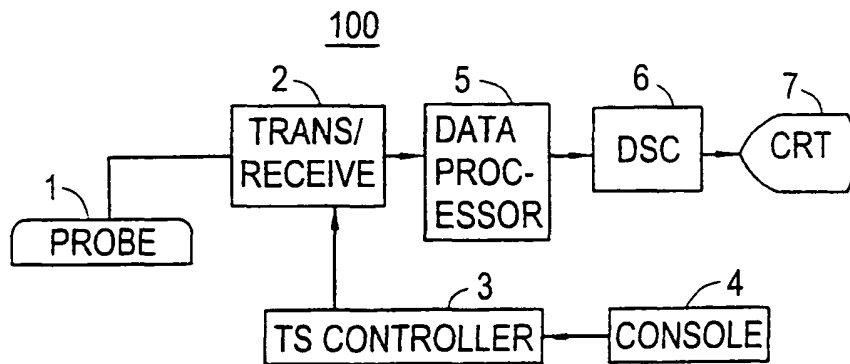 100
2
5
6
7
TRANS/
RECEIVE
DATA
PROC-
ESSOR
DSC
CRT
1
PROBE
3
4
TS CONTROLLER
CONSOLE